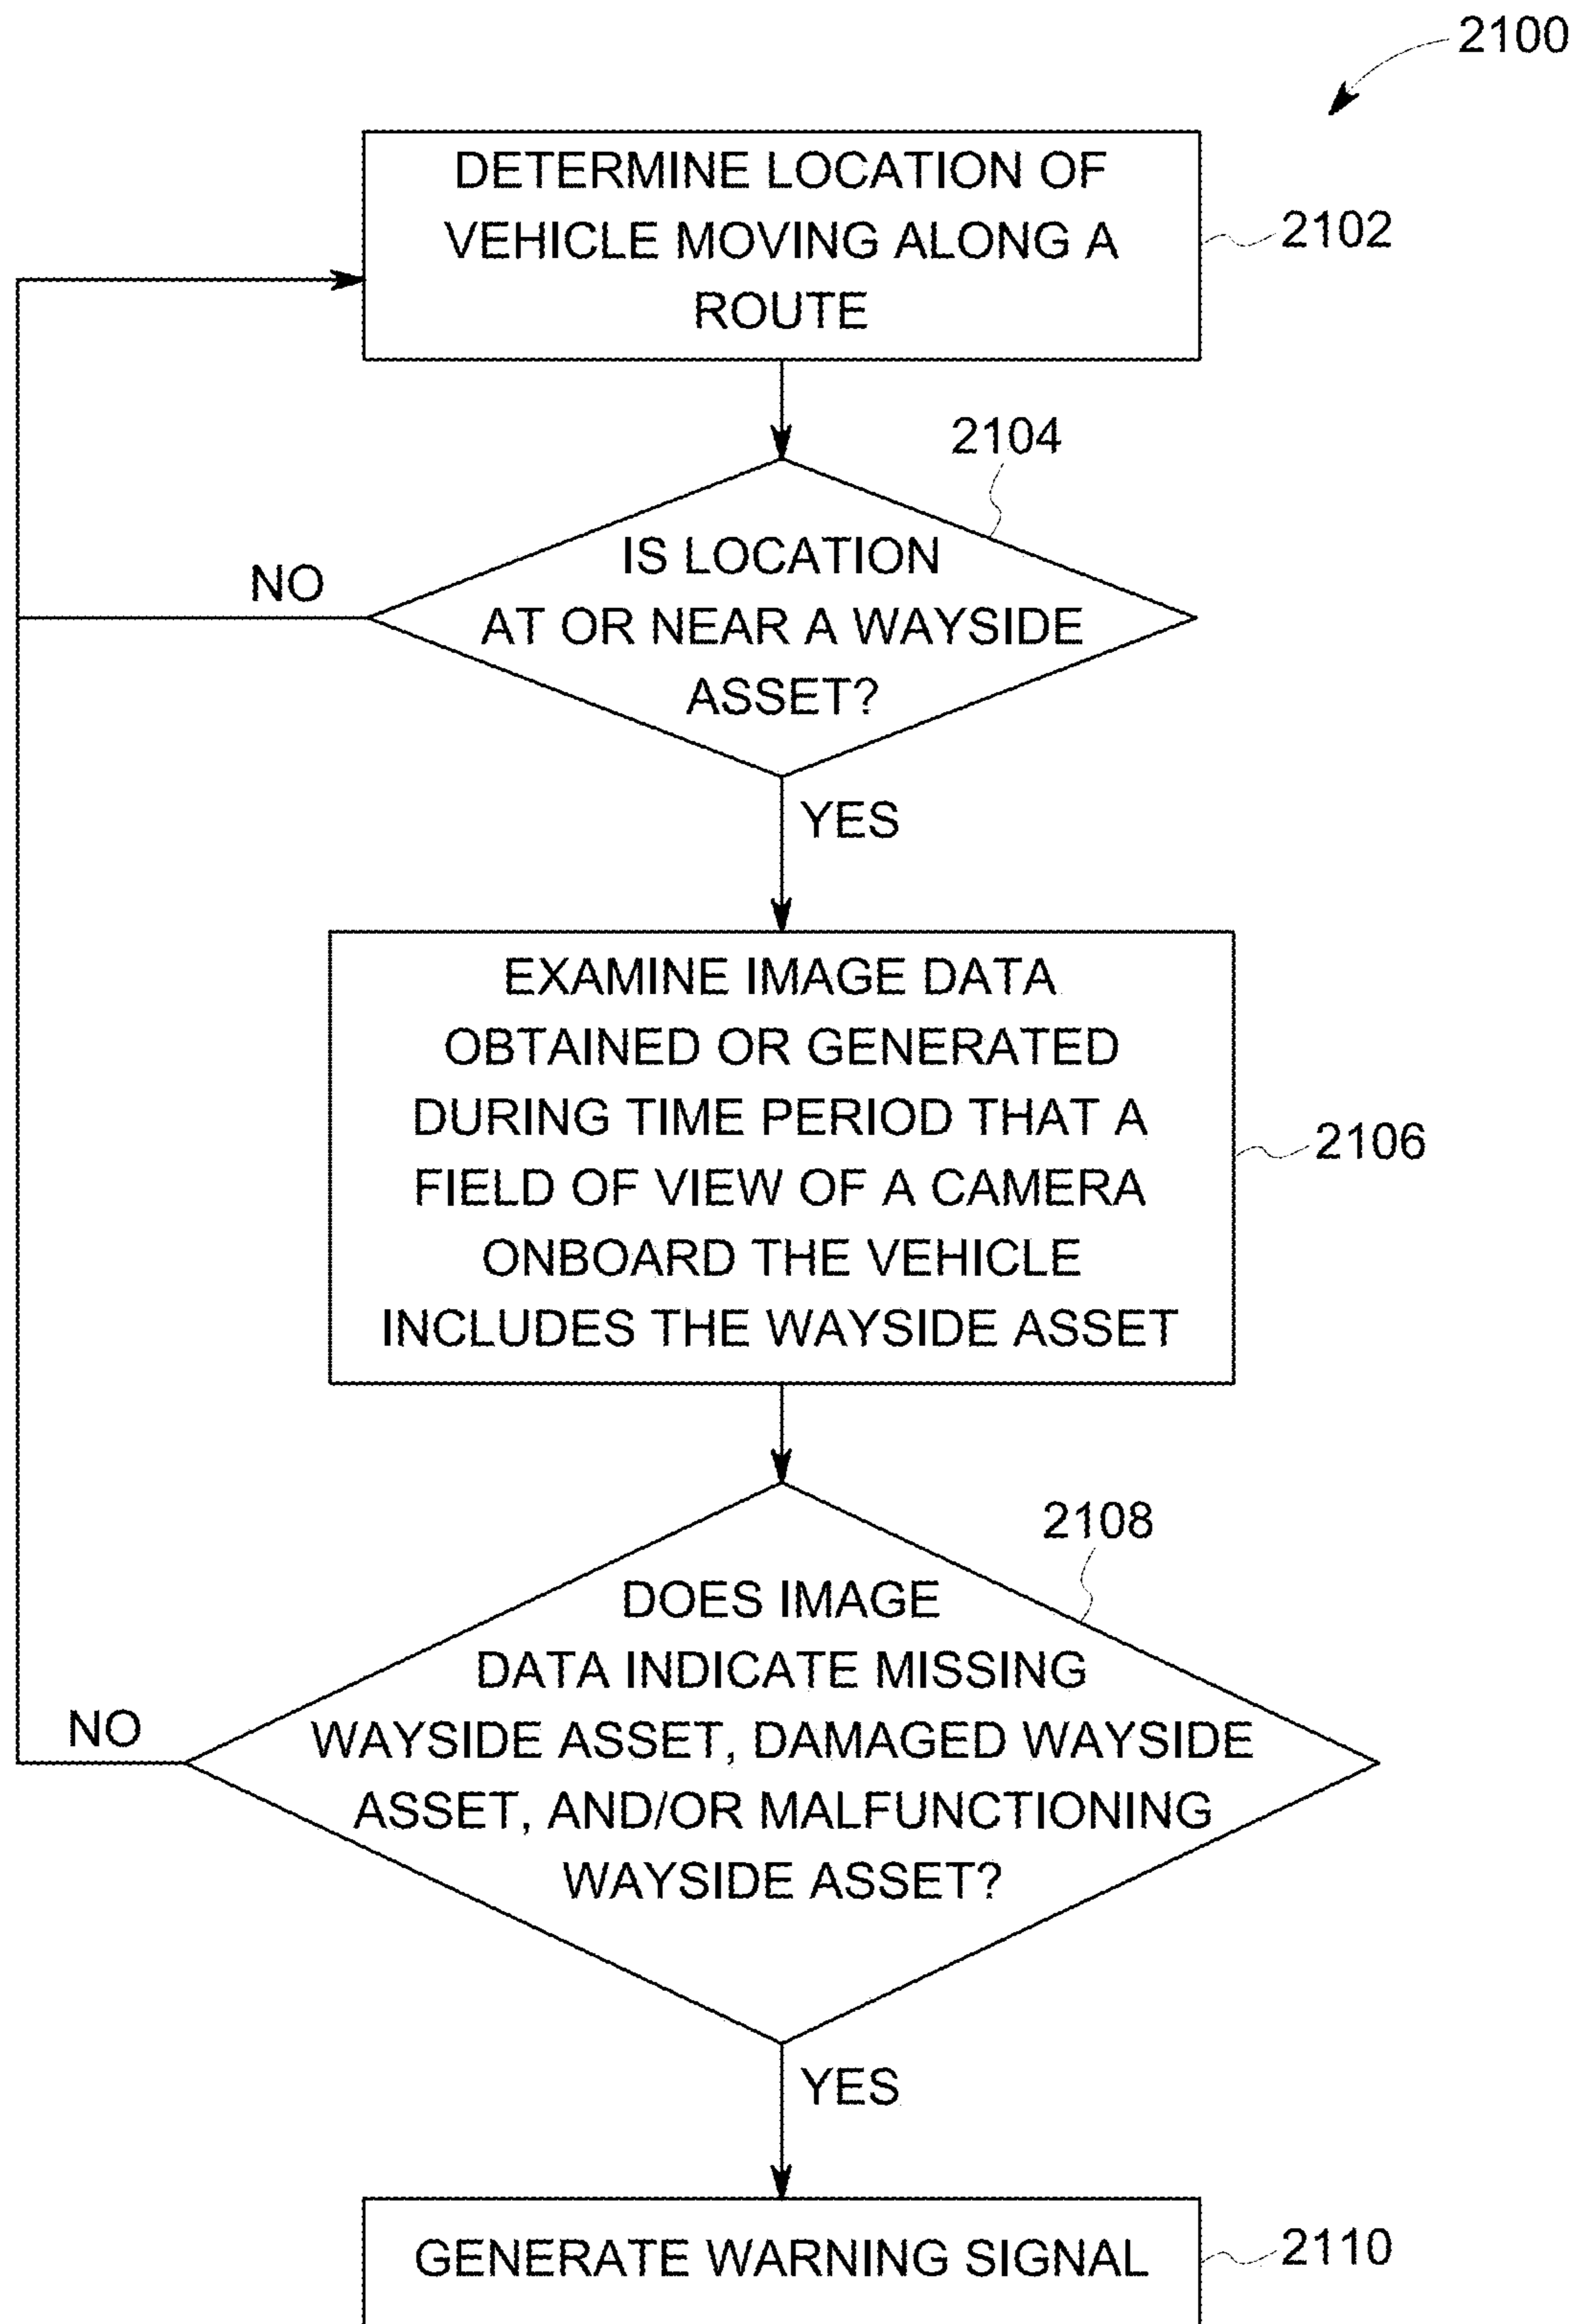 2100
DETERMINE LOCATION OF
VEHICLE MOVING ALONG A
ROUTE
2102
2104
IS LOCATION
AT OR NEAR A WAYSIDE
ASSET?
NO
YES
EXAMINE IMAGE DATA
OBTAINED OR GENERATED
DURING TIME PERIOD THAT A
FIELD OF VIEW OF A CAMERA
ONBOARD THE VEHICLE
INCLUDES THE WAYSIDE ASSET
2106
2108
DOES IMAGE
DATA INDICATE MISSING
WAYSIDE ASSET, DAMAGED WAYSIDE
ASSET, AND/OR MALFUNCTIONING
WAYSIDE ASSET?
NO
YES
GENERATE WARNING SIGNAL
2110